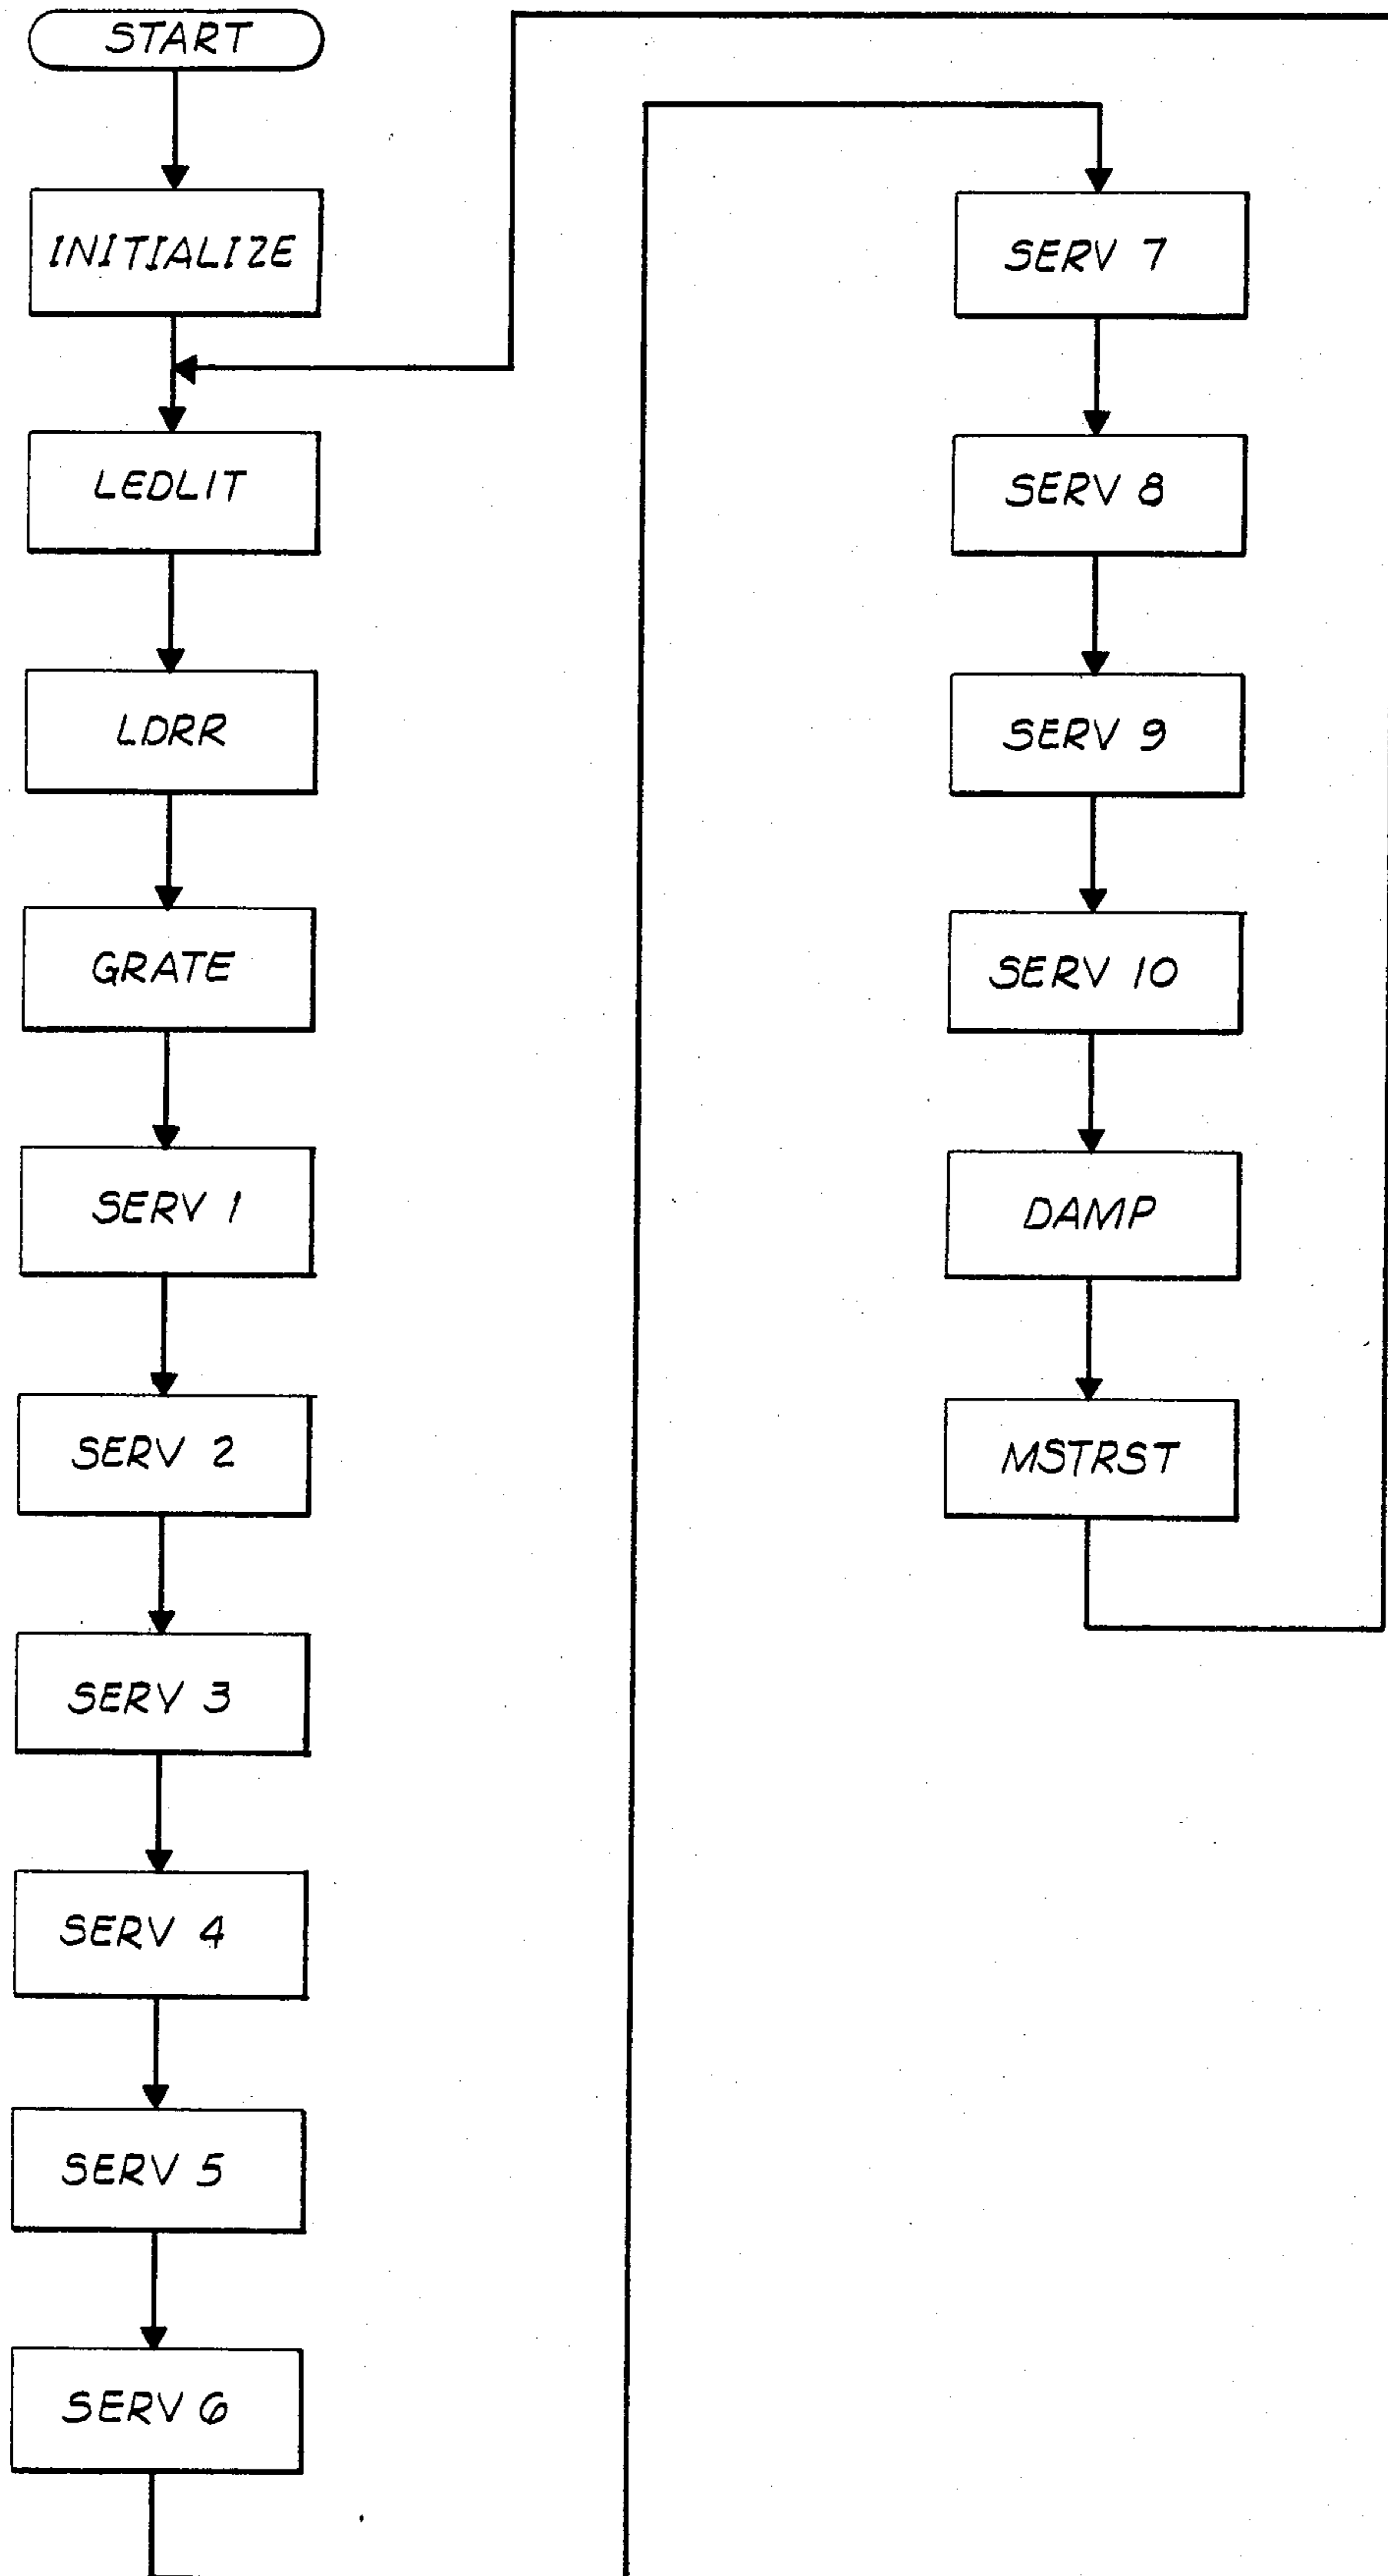 START
INITIALIZE
LEDLIT
LDRR
GRATE
SERV 1
SERV 2
SERV 3
SERV 4
SERV 5
SERV 6
SERV 7
SERV 8
SERV 9
SERV 10
DAMP
MSTRST